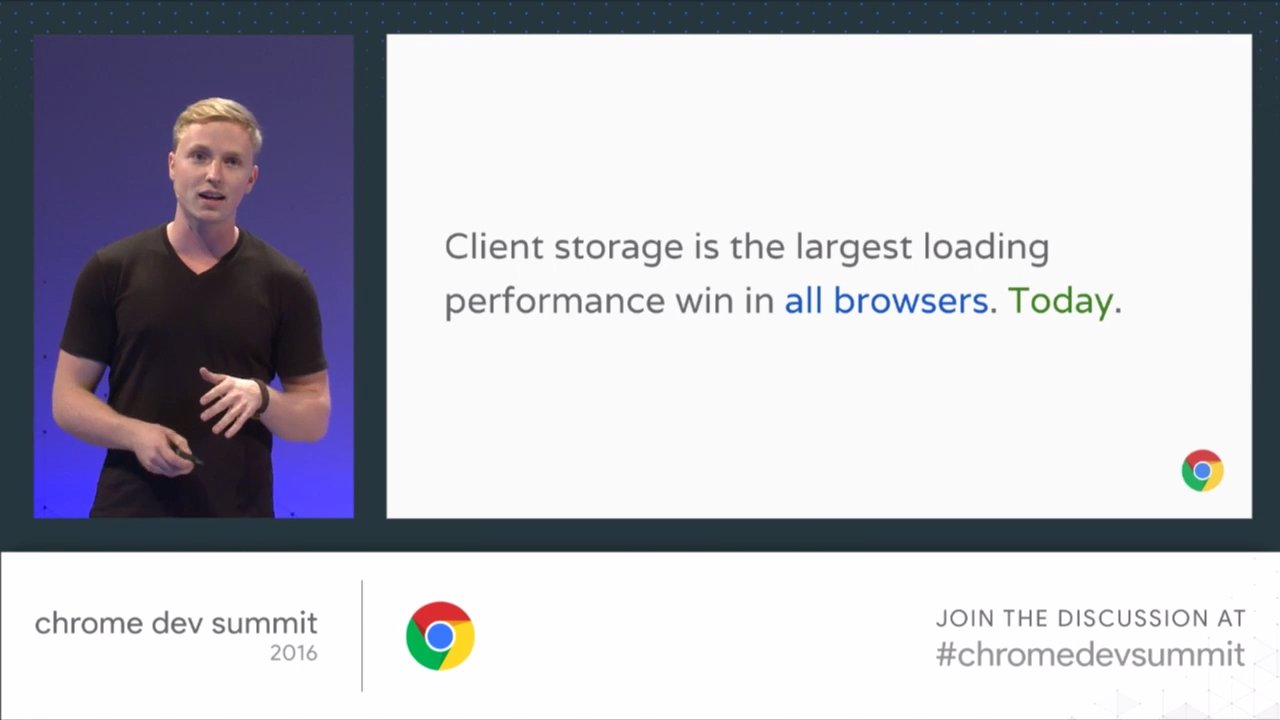 Client storage is the largest loading
performance win in all browsers. Today.
chrome dev summit
2016
JOIN THE DISCUSSION AT
#chromedevsummit